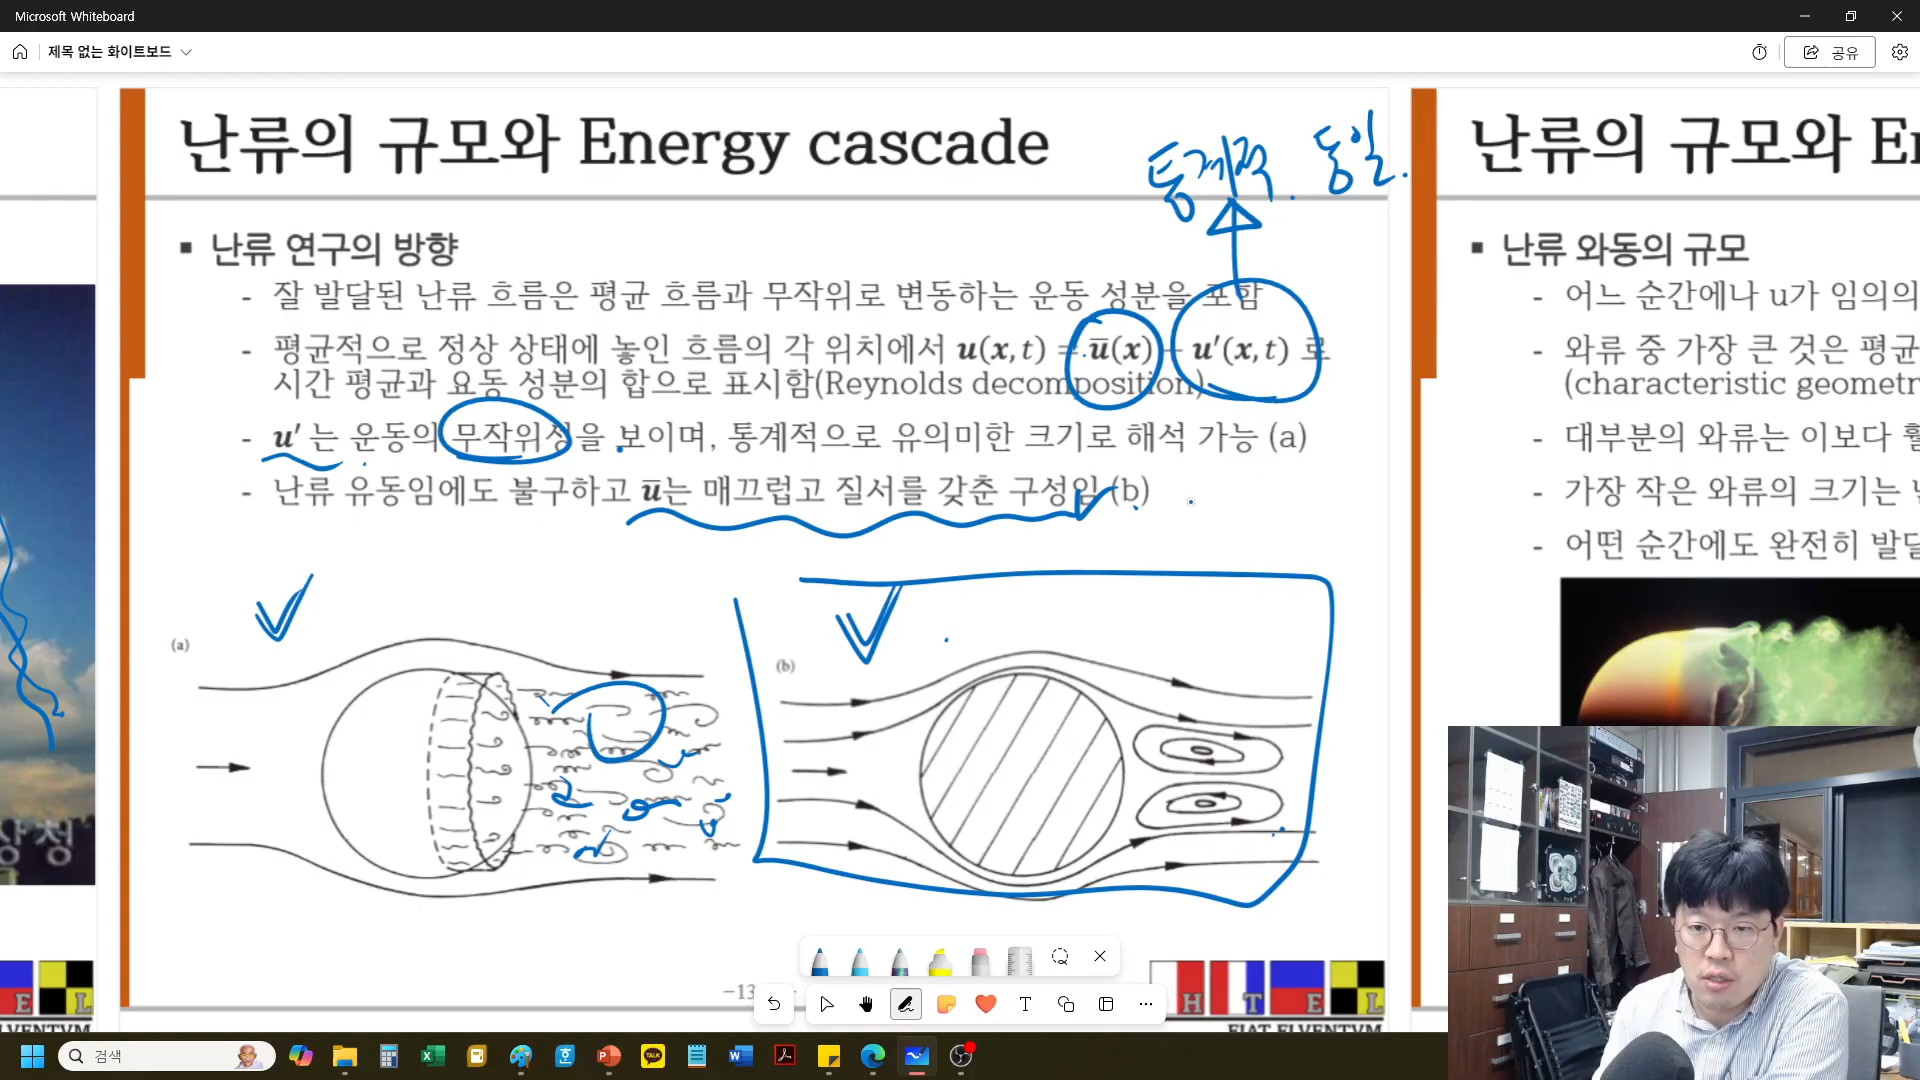 Microsoft Whiteboard
제목 없는 화이트보드
공유
난류의 규모와 Energy cascade
통계적. 동일.
■ 난류 연구의 방향
- 잘 발달된 난류 흐름은 평균 흐름과 무작위로 변동하는 운동 성분을 포함
- 평균적으로 정상 상태에 놓인 흐름의 각 위치에서 u(x,t) = ū(x) + u′(x,t) 로
시간 평균과 요동 성분의 합으로 표시함(Reynolds decomposition)
- u′ 는 운동의 무작위성을 보이며, 통계적으로 유의미한 크기로 해석 가능 (a)
- 난류 유동임에도 불구하고 ū는 매끄럽고 질서를 갖춘 구성임 (b)
(a)
(b)
H T E L
FIAT ELVENTVM
난류의 규모와
■ 난류 와동의 규모
- 어느 순간에나 u가 임의의
- 와류 중 가장 큰 것은 평균
(characteristic geomet
- 대부분의 와류는 이보다
- 가장 작은 와류의 크기는
- 어떤 순간에도 완전히 발달
상청
E L
검색
TALK